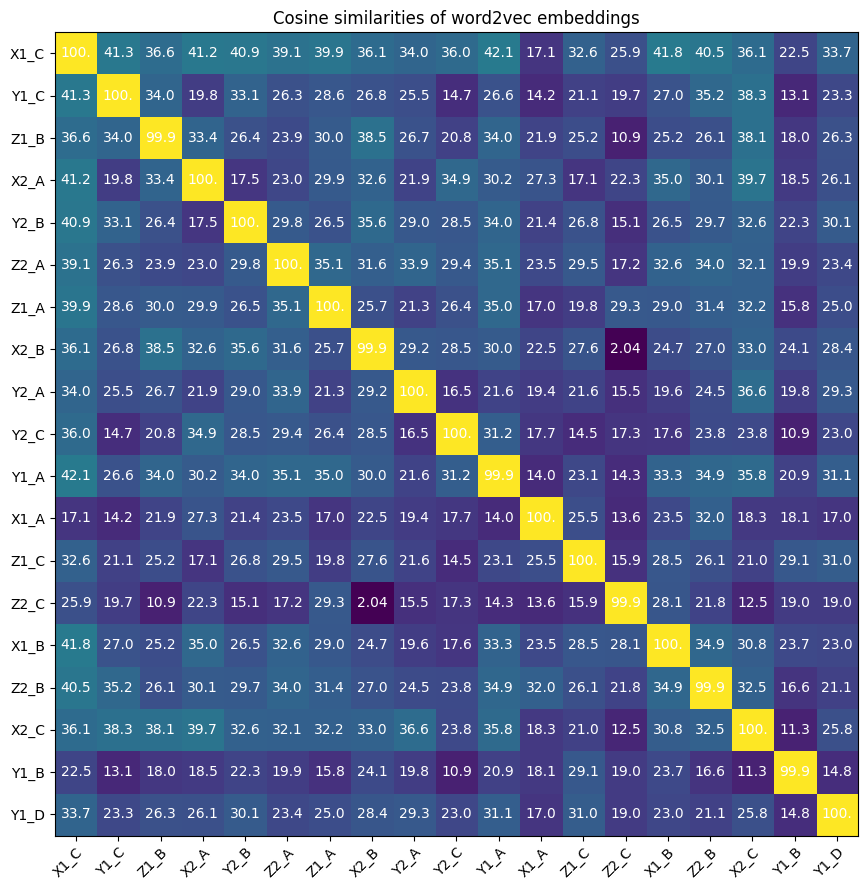 Cosine similarities of word2vec embeddings
X1_C 100. 41.3 36.6 41.2 40.9 39.1 39.9 36.1 34.0 36.0 42.1 17.1 32.6 25.9 41.8 40.5 36.1 22.5 33.7
Y1_C 41.3 100. 34.0 19.8 33.1 26.3 28.6 26.8 25.5 14.7 26.6 14.2 21.1 19.7 27.0 35.2 38.3 13.1 23.3
Z1_B 36.6 34.0 99.9 33.4 26.4 23.9 30.0 38.5 26.7 20.8 34.0 21.9 25.2 10.9 25.2 26.1 38.1 18.0 26.3
X2_A 41.2 19.8 33.4 100. 17.5 23.0 29.9 32.6 21.9 34.9 30.2 27.3 17.1 22.3 35.0 30.1 39.7 18.5 26.1
Y2_B 40.9 33.1 26.4 17.5 100. 29.8 26.5 35.6 29.0 28.5 34.0 21.4 26.8 15.1 26.5 29.7 32.6 22.3 30.1
Z2_A 39.1 26.3 23.9 23.0 29.8 100. 35.1 31.6 33.9 29.4 35.1 23.5 29.5 17.2 32.6 34.0 32.1 19.9 23.4
Z1_A 39.9 28.6 30.0 29.9 26.5 35.1 100. 25.7 21.3 26.4 35.0 17.0 19.8 29.3 29.0 31.4 32.2 15.8 25.0
X2_B 36.1 26.8 38.5 32.6 35.6 31.6 25.7 99.9 29.2 28.5 30.0 22.5 27.6 2.04 24.7 27.0 33.0 24.1 28.4
Y2_A 34.0 25.5 26.7 21.9 29.0 33.9 21.3 29.2 100. 16.5 21.6 19.4 21.6 15.5 19.6 24.5 36.6 19.8 29.3
Y2_C 36.0 14.7 20.8 34.9 28.5 29.4 26.4 28.5 16.5 100. 31.2 17.7 14.5 17.3 17.6 23.8 23.8 10.9 23.0
Y1_A 42.1 26.6 34.0 30.2 34.0 35.1 35.0 30.0 21.6 31.2 99.9 14.0 23.1 14.3 33.3 34.9 35.8 20.9 31.1
X1_A 17.1 14.2 21.9 27.3 21.4 23.5 17.0 22.5 19.4 17.7 14.0 100. 25.5 13.6 23.5 32.0 18.3 18.1 17.0
Z1_C 32.6 21.1 25.2 17.1 26.8 29.5 19.8 27.6 21.6 14.5 23.1 25.5 100. 15.9 28.5 26.1 21.0 29.1 31.0
Z2_C 25.9 19.7 10.9 22.3 15.1 17.2 29.3 2.04 15.5 17.3 14.3 13.6 15.9 99.9 28.1 21.8 12.5 19.0 19.0
X1_B 41.8 27.0 25.2 35.0 26.5 32.6 29.0 24.7 19.6 17.6 33.3 23.5 28.5 28.1 100. 34.9 30.8 23.7 23.0
Z2_B 40.5 35.2 26.1 30.1 29.7 34.0 31.4 27.0 24.5 23.8 34.9 32.0 26.1 21.8 34.9 99.9 32.5 16.6 21.1
X2_C 36.1 38.3 38.1 39.7 32.6 32.1 32.2 33.0 36.6 23.8 35.8 18.3 21.0 12.5 30.8 32.5 100. 11.3 25.8
Y1_B 22.5 13.1 18.0 18.5 22.3 19.9 15.8 24.1 19.8 10.9 20.9 18.1 29.1 19.0 23.7 16.6 11.3 99.9 14.8
Y1_D 33.7 23.3 26.3 26.1 30.1 23.4 25.0 28.4 29.3 23.0 31.1 17.0 31.0 19.0 23.0 21.1 25.8 14.8 100.
X1_C Y1_C Z1_B X2_A Y2_B Z2_A Z1_A X2_B Y2_A Y2_C Y1_A X1_A Z1_C Z2_C X1_B Z2_B X2_C Y1_B Y1_D